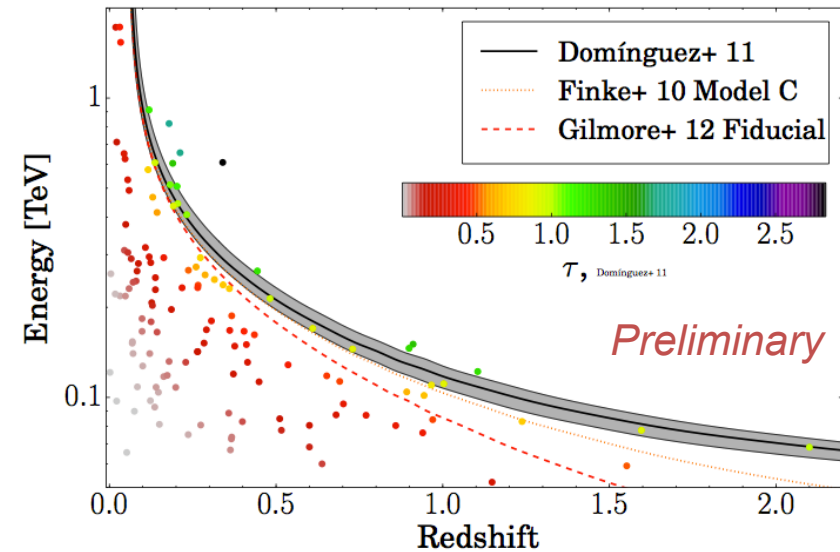 Domínguez+ 11
Finke+ 10 Model C
Gilmore+ 12 Fiducial
1
0.5 1.0 1.5 2.0 2.5
τ, Domínguez+ 11
Energy [TeV]
Preliminary
0.1
0.0 0.5 1.0 1.5 2.0
Redshift